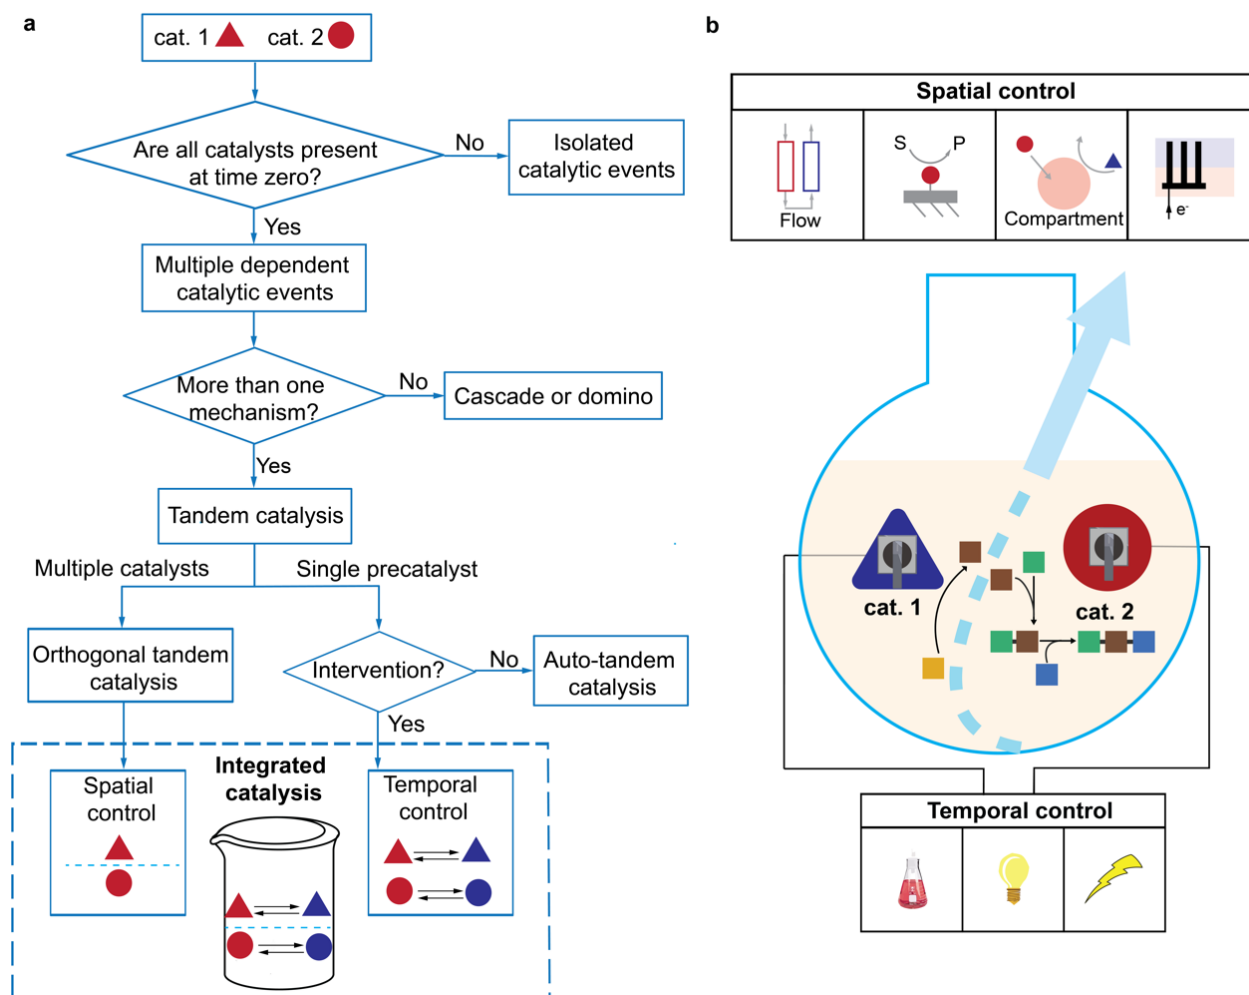 a
cat. 1
cat. 2
Are all catalysts present
at time zero?
No
Isolated
catalytic events
Yes
Multiple dependent
catalytic events
More than one
mechanism?
No
Cascade or domino
Yes
Tandem catalysis
Multiple catalysts
Single precatalyst
Orthogonal tandem
catalysis
Intervention?
No
Auto-tandem
catalysis
Yes
Spatial
control
Integrated
catalysis
Temporal
control
b
Spatial control
Flow
S
P
Compartment
e-
cat. 1
cat. 2
Temporal control